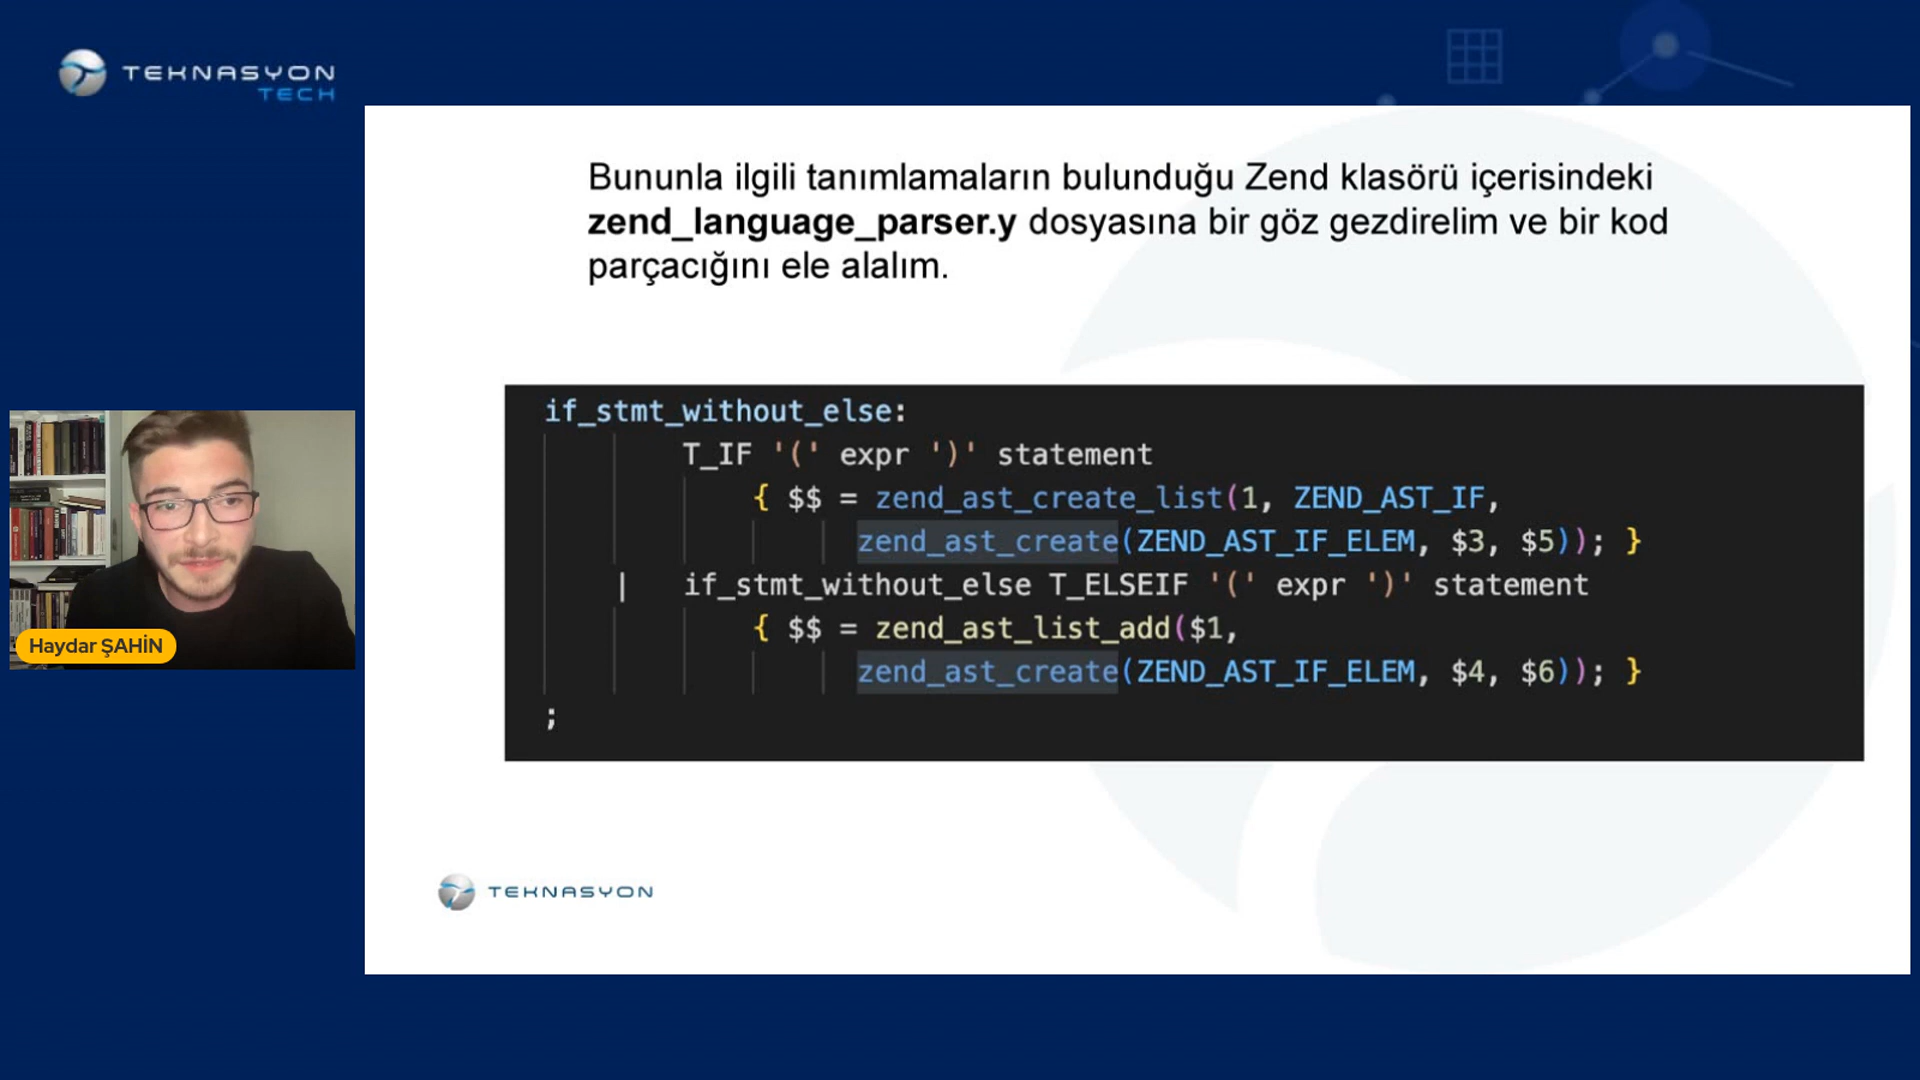 TEKNASYON
TECH
Bununla ilgili tanımlamaların bulunduğu Zend klasörü içerisindeki
zend_language_parser.y dosyasına bir göz gezdirelim ve bir kod
parçacığını ele alalım.
if_stmt_without_else:
T_IF '(' expr ')' statement
{ $$ = zend_ast_create_list(1, ZEND_AST_IF,
zend_ast_create(ZEND_AST_IF_ELEM, $3, $5)); }
| if_stmt_without_else T_ELSEIF '(' expr ')' statement
{ $$ = zend_ast_list_add($1,
zend_ast_create(ZEND_AST_IF_ELEM, $4, $6)); }
;
Haydar ŞAHİN
TEKNASYON